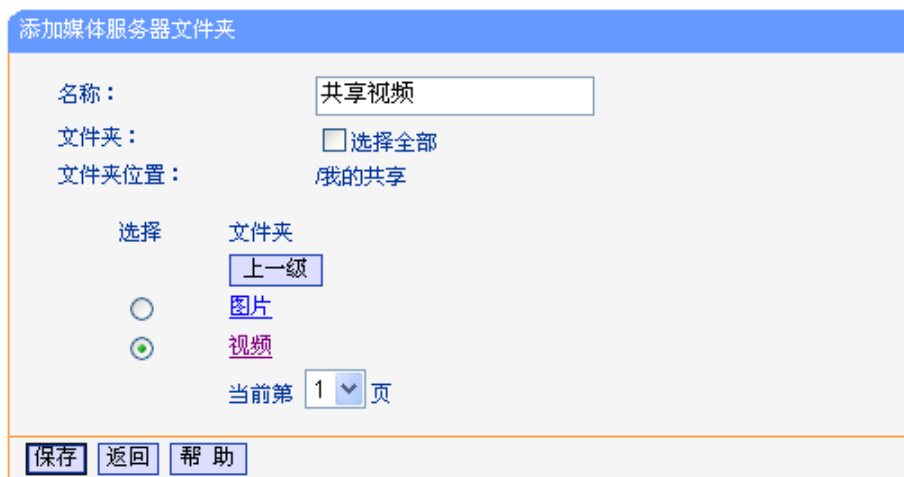 添加媒体服务器文件夹
名称： 共享视频
文件夹： 选择全部
文件夹位置： /我的共享
选择 文件夹
上一级
图片
视频
当前第 1 页
保存 返回 帮 助